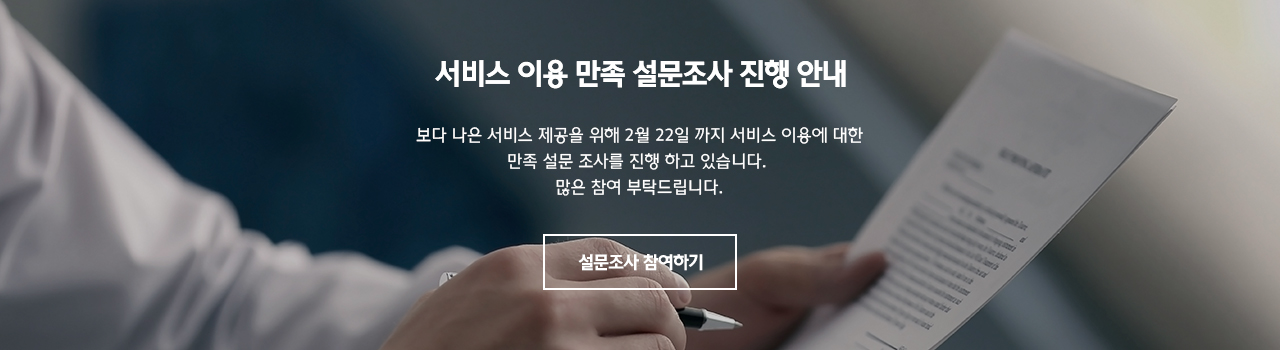 서비스 이용 만족 설문조사 진행 안내
보다 나은 서비스 제공을 위해 2월 22일 까지 서비스 이용에 대한
만족 설문 조사를 진행 하고 있습니다.
많은 참여 부탁드립니다.
설문조사 참여하기